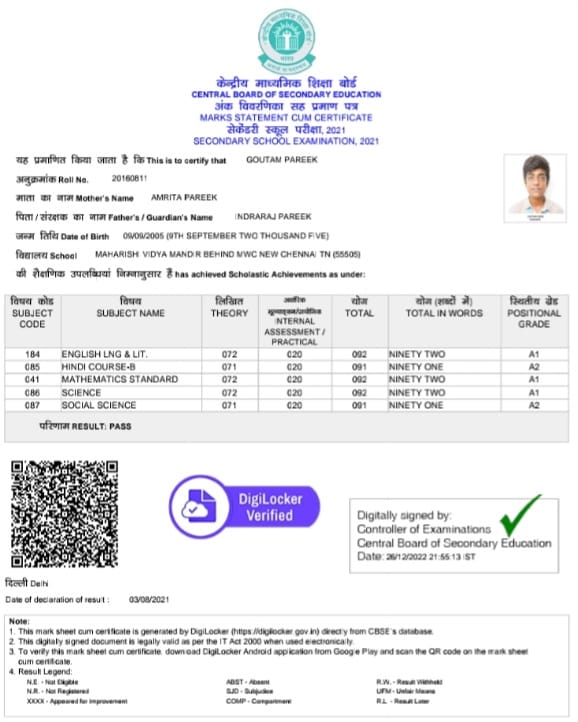 केन्द्रीय माध्यमिक शिक्षा बोर्ड
CENTRAL BOARD OF SECONDARY EDUCATION
अंक विवरणिका सह प्रमाण पत्र
MARKS STATEMENT CUM CERTIFICATE
सेकेंडरी स्कूल परीक्षा, 2021
SECONDARY SCHOOL EXAMINATION, 2021
यह प्रमाणित किया जाता है कि This is to certify that GOUTAM PAREEK
अनुक्रमांक Roll No. 20160811
माता का नाम Mother's Name AMRITA PAREEK
पिता / संरक्षक का नाम Father's / Guardian's Name INDRARAJ PAREEK
जन्म तिथि Date of Birth 09/09/2005 (9TH SEPTEMBER TWO THOUSAND FIVE)
विद्यालय School MAHARISH VIDYA MANDIR BEHIND MWC NEW CHENNAI TN (55505)
की शैक्षणिक उपलब्धियां निम्नानुसार हैं has achieved Scholastic Achievements as under:
विषय कोड SUBJECT CODE विषय SUBJECT NAME लिखित THEORY आंतरिक मूल्यांकन/प्रायोगिक INTERNAL ASSESSMENT / PRACTICAL योग TOTAL योग (शब्दों में) TOTAL IN WORDS स्थितीय ग्रेड POSITIONAL GRADE
184 ENGLISH LNG & LIT. 072 020 092 NINETY TWO A1
085 HINDI COURSE-B 071 020 091 NINETY ONE A2
041 MATHEMATICS STANDARD 072 020 092 NINETY TWO A1
086 SCIENCE 072 020 092 NINETY TWO A1
087 SOCIAL SCIENCE 071 020 091 NINETY ONE A2
परिणाम RESULT: PASS
DigiLocker
Verified
Digitally signed by:
Controller of Examinations
Central Board of Secondary Education
Date: 26/12/2022 21:55:13 IST
दिल्ली Delhi
Date of declaration of result : 03/08/2021
Note:
1. This mark sheet cum certificate is generated by DigiLocker (https://digilocker.gov.in) directly from CBSE's database.
2. This digitally signed document is legally valid as per the IT Act 2000 when used electronically.
3. To verify this mark sheet cum certificate, download DigiLocker Android application from Google Play and scan the QR code on the mark sheet
cum certificate.
4. Result Legend:
N.E. - Not Eligible ABST - Absent R.W. - Result Withheld
N.R. - Not Registered SJD - Subjudice UFM - Unfair Means
XXXX - Appeared for Improvement COMP - Compartment R.L. - Result Later